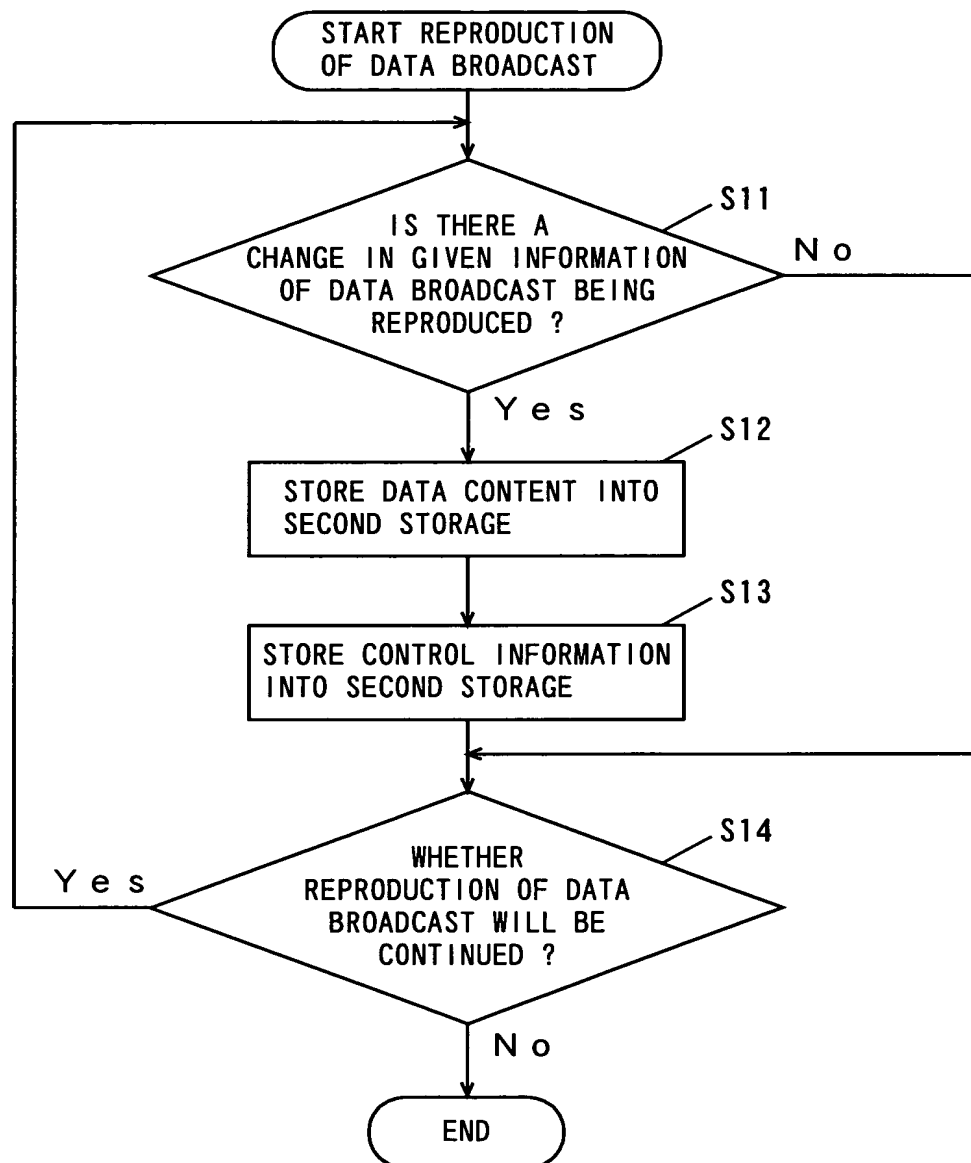 START REPRODUCTION
OF DATA BROADCAST
S11
IS THERE A
CHANGE IN GIVEN INFORMATION
OF DATA BROADCAST BEING
REPRODUCED ?
No
Yes
S12
STORE DATA CONTENT INTO
SECOND STORAGE
S13
STORE CONTROL INFORMATION
INTO SECOND STORAGE
S14
WHETHER
REPRODUCTION OF DATA
BROADCAST WILL BE
CONTINUED ?
Yes
No
END